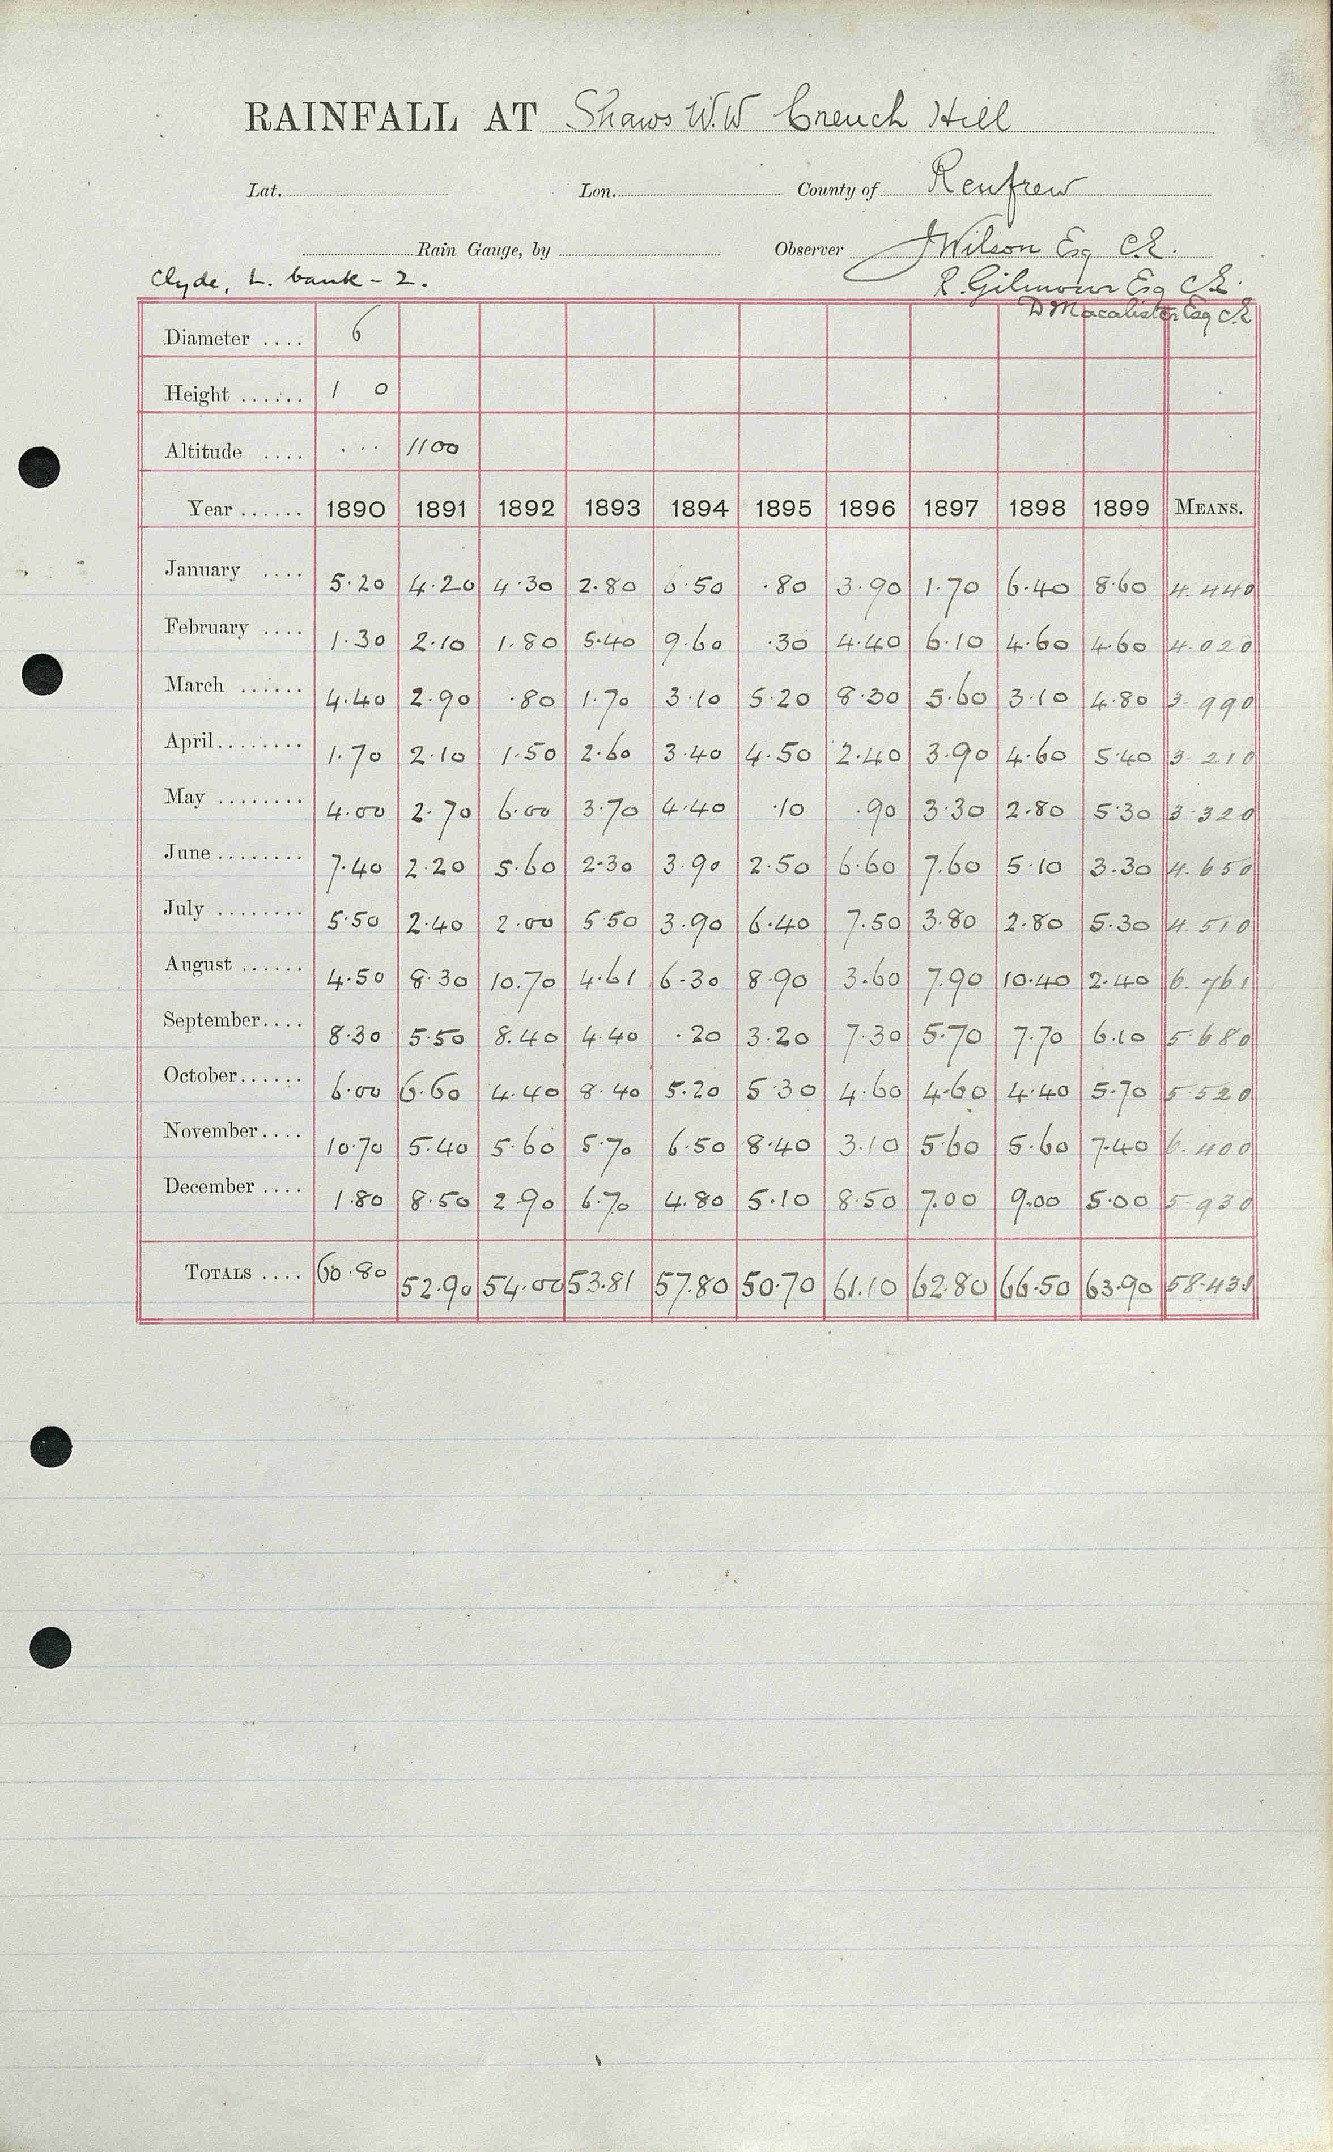 RAINFALL AT Shaws W.W Creuch Hill
Lat. Lon. County of Renfrew
Rain Gauge, by Observer J Wilson Esq C.E.
Clyde, L. bank - 2. R. Gilmour Esq C.E.
D Macalister Esq C.E
Diameter .... 6
Height ...... 1 0
Altitude .... ... 1100
Year ...... 1890 1891 1892 1893 1894 1895 1896 1897 1898 1899 MEANS.
January .... 5.20 4.20 4.30 2.80 6.50 .80 3.90 1.70 6.40 8.60 4.440
February .... 1.30 2.10 1.80 5.40 9.60 .30 4.40 6.10 4.60 4.60 4.020
March ...... 4.40 2.90 .80 1.70 3.10 5.20 8.30 5.60 3.10 4.80 3.990
April........ 1.70 2.10 1.50 2.60 3.40 4.50 2.40 3.90 4.60 5.40 3.210
May ........ 4.00 2.70 6.00 3.70 4.40 .10 .90 3.30 2.80 5.30 3.320
June ........ 7.40 2.20 5.60 2.30 3.90 2.50 6.60 7.60 5.10 3.30 4.650
July ........ 5.50 2.40 2.00 5.50 3.90 6.40 7.50 3.80 2.80 5.30 4.510
August ...... 4.50 8.30 10.70 4.61 6.30 8.90 3.60 7.90 10.40 2.40 6.761
September.... 8.30 5.50 8.40 4.40 .20 3.20 7.30 5.70 7.70 6.10 5.680
October...... 6.00 6.60 4.40 8.40 5.20 5.30 4.60 4.60 4.40 5.70 5.520
November.... 10.70 5.40 5.60 5.70 6.50 8.40 3.10 5.60 5.60 7.40 6.400
December .... 1.80 8.50 2.90 6.70 4.80 5.10 8.50 7.00 9.00 5.00 5.930
TOTALS .... 60.80 52.90 54.00 53.81 57.80 50.70 61.10 62.80 66.50 63.90 58.431